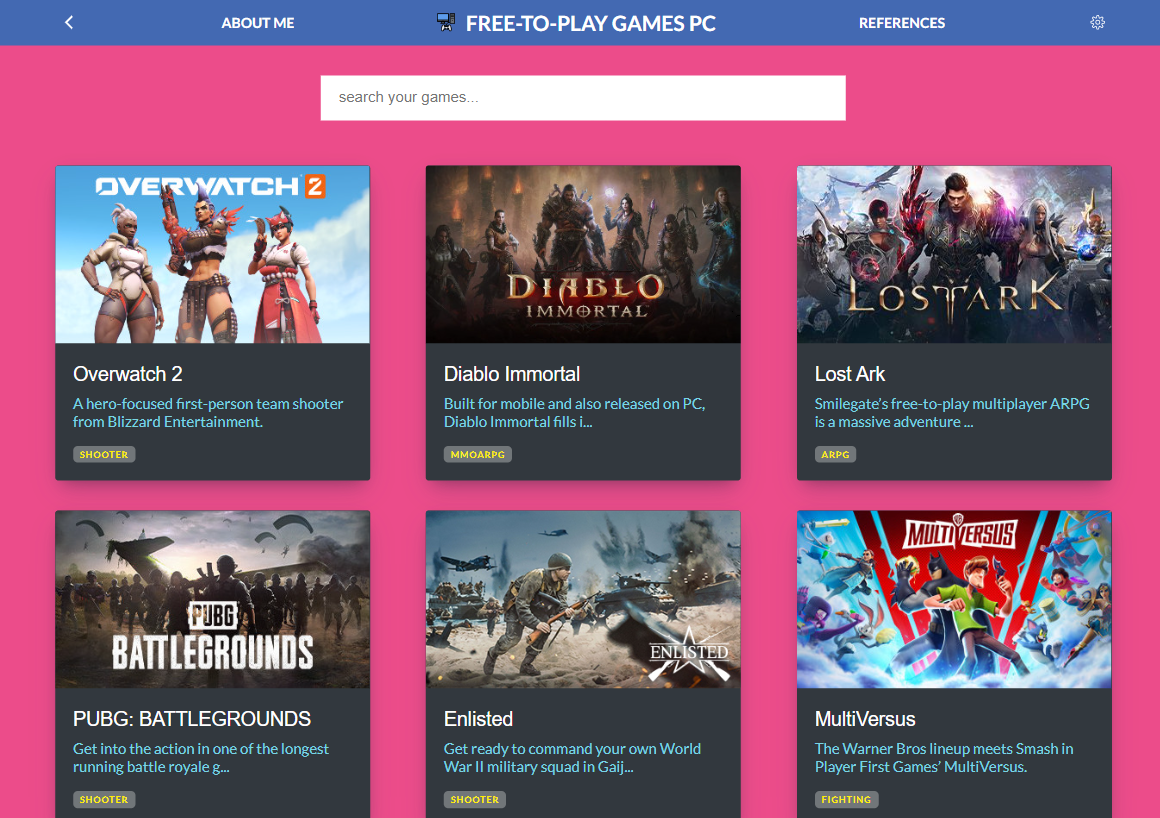 ABOUT ME
FREE-TO-PLAY GAMES PC
REFERENCES
search your games...
OVERWATCH 2
DIABLO
IMMORTAL
LOST ARK
Overwatch 2
A hero-focused first-person team shooter
from Blizzard Entertainment.
SHOOTER
Diablo Immortal
Built for mobile and also released on PC,
Diablo Immortal fills i...
MMOARPG
Lost Ark
Smilegate’s free-to-play multiplayer ARPG
is a massive adventure ...
ARPG
PUBG
BATTLEGROUNDS
ENLISTED
MULTIVERSUS
PUBG: BATTLEGROUNDS
Get into the action in one of the longest
running battle royale g...
SHOOTER
Enlisted
Get ready to command your own World
War II military squad in Gaij...
SHOOTER
MultiVersus
The Warner Bros lineup meets Smash in
Player First Games’ MultiVersus.
FIGHTING